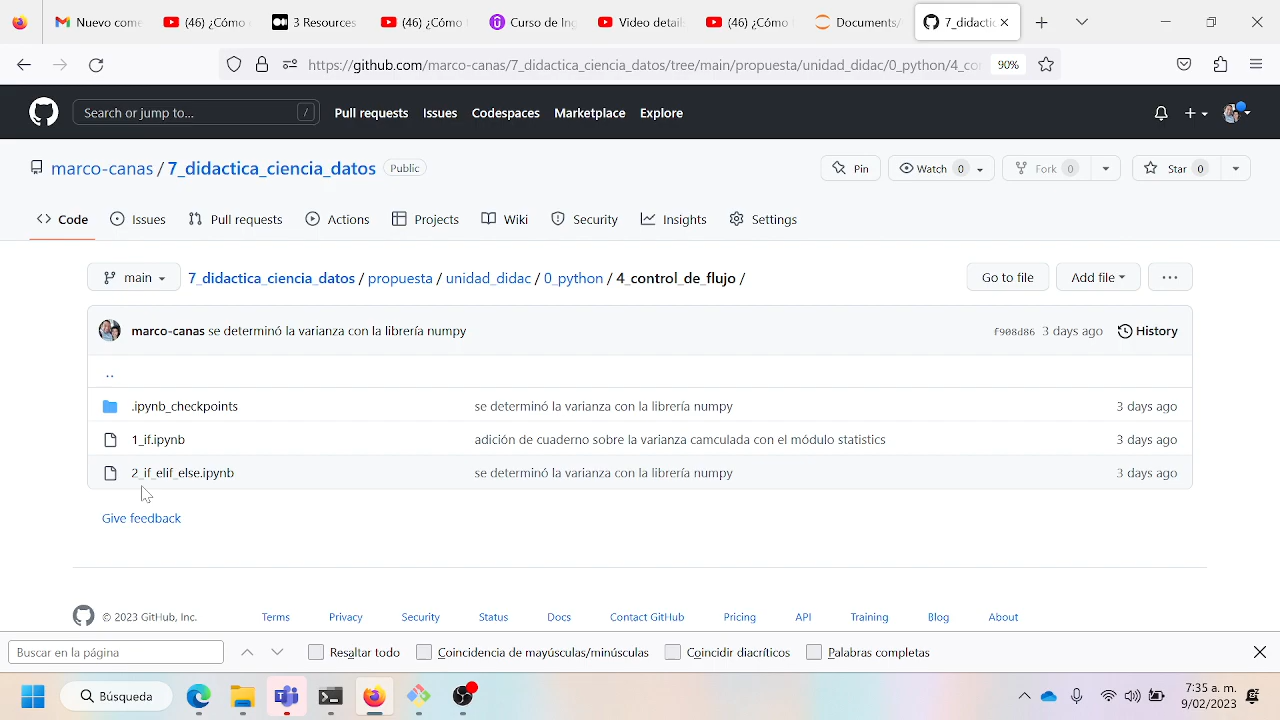 Nuevo come
(46) ¿Cómo
3 Resources
(46) ¿Cómo
Curso de Ing
Video details
(46) ¿Cómo
Documents/
7_didactic
https://github.com/marco-canas/7_didactica_ciencia_datos/tree/main/propuesta/unidad_didac/0_python/4_co
90%
Search or jump to...
/
Pull requests
Issues
Codespaces
Marketplace
Explore
marco-canas / 7_didactica_ciencia_datos
Public
Pin
Watch 0
Fork 0
Star 0
Code
Issues
Pull requests
Actions
Projects
Wiki
Security
Insights
Settings
main
7_didactica_ciencia_datos / propuesta / unidad_didac / 0_python / 4_control_de_flujo /
Go to file
Add file
...
marco-canas se determinó la varianza con la librería numpy
f908d86 3 days ago
History
..
.ipynb_checkpoints
se determinó la varianza con la librería numpy
3 days ago
1_if.ipynb
adición de cuaderno sobre la varianza camculada con el módulo statistics
3 days ago
2_if_elif_else.ipynb
se determinó la varianza con la librería numpy
3 days ago
Give feedback
© 2023 GitHub, Inc.
Terms
Privacy
Security
Status
Docs
Contact GitHub
Pricing
API
Training
Blog
About
Buscar en la página
Resaltar todo
Coincidencia de mayúsculas/minúsculas
Coincidir diacríticos
Palabras completas
Búsqueda
7:35 a. m.
9/02/2023